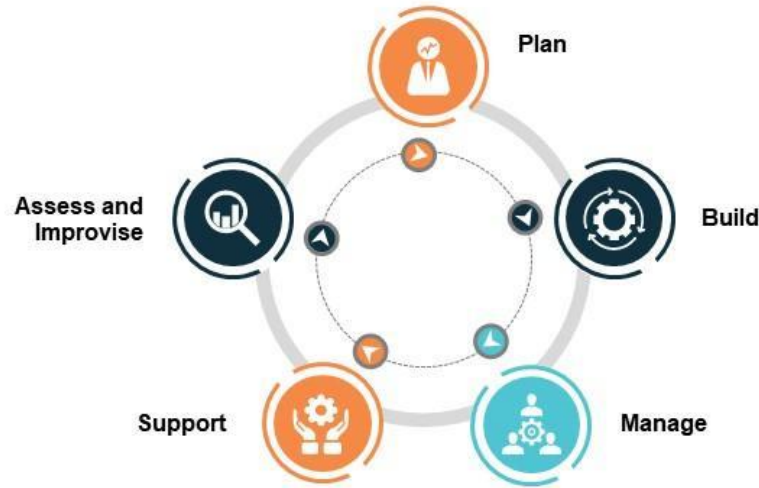 Plan
Build
Manage
Support
Assess and
Improvise